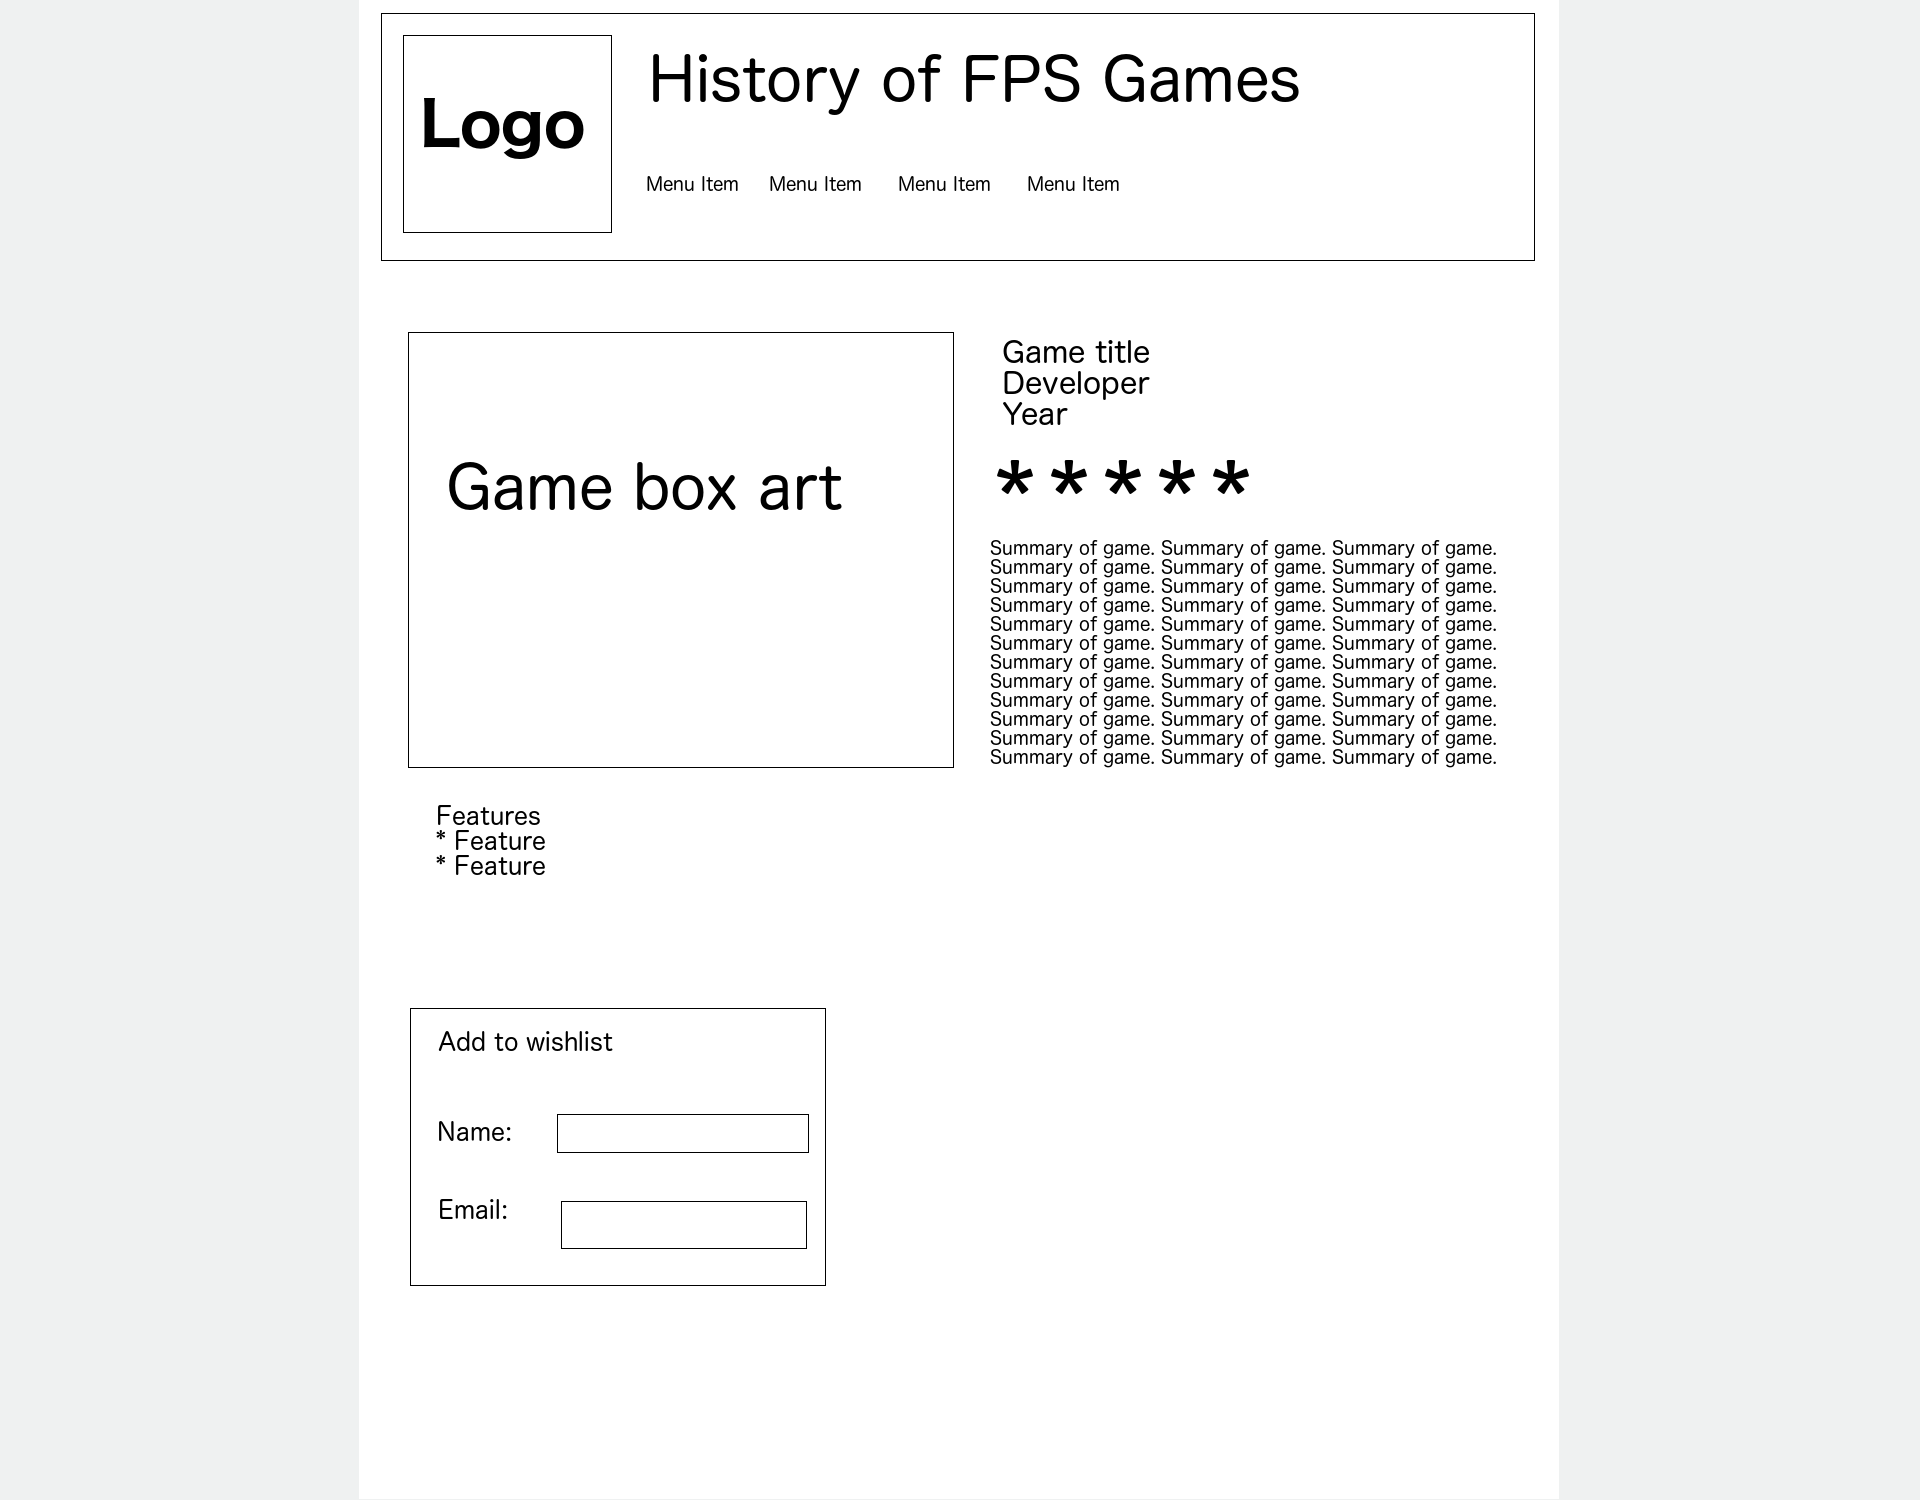 Logo
History of FPS Games
Menu Item Menu Item Menu Item Menu Item
Game box art
Game title
Developer
Year
* * * * *
Summary of game. Summary of game. Summary of game.
Summary of game. Summary of game. Summary of game.
Summary of game. Summary of game. Summary of game.
Summary of game. Summary of game. Summary of game.
Summary of game. Summary of game. Summary of game.
Summary of game. Summary of game. Summary of game.
Summary of game. Summary of game. Summary of game.
Summary of game. Summary of game. Summary of game.
Summary of game. Summary of game. Summary of game.
Summary of game. Summary of game. Summary of game.
Summary of game. Summary of game. Summary of game.
Summary of game. Summary of game. Summary of game.
Features
* Feature
* Feature
Add to wishlist
Name:
Email: